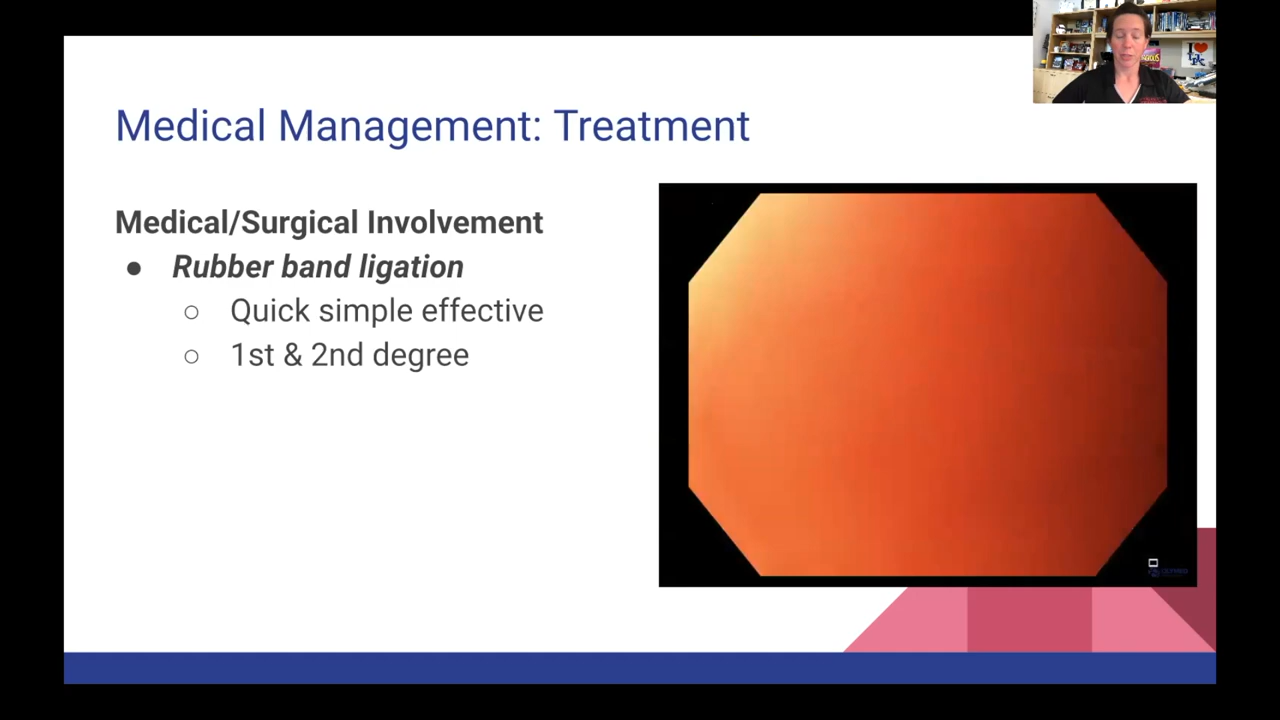 Medical Management: Treatment
Medical/Surgical Involvement
● Rubber band ligation
○ Quick simple effective
○ 1st & 2nd degree